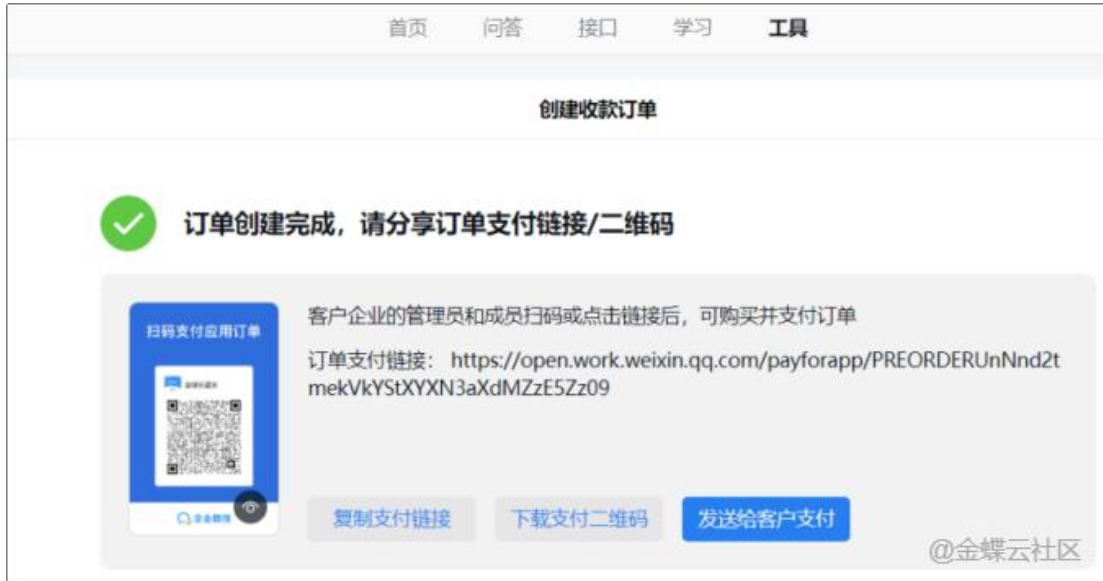 首页 问答 接口 学习 工具
创建收款订单
订单创建完成，请分享订单支付链接/二维码
扫码支付应用订单
客户企业的管理员和成员扫码或点击链接后，可购买并支付订单
订单支付链接： https://open.work.weixin.qq.com/payforapp/PREORDERUnNnd2t
mekVkYStXYXN3aXdMZzE5Zz09
企业微信
复制支付链接 下载支付二维码 发送给客户支付
@金蝶云社区